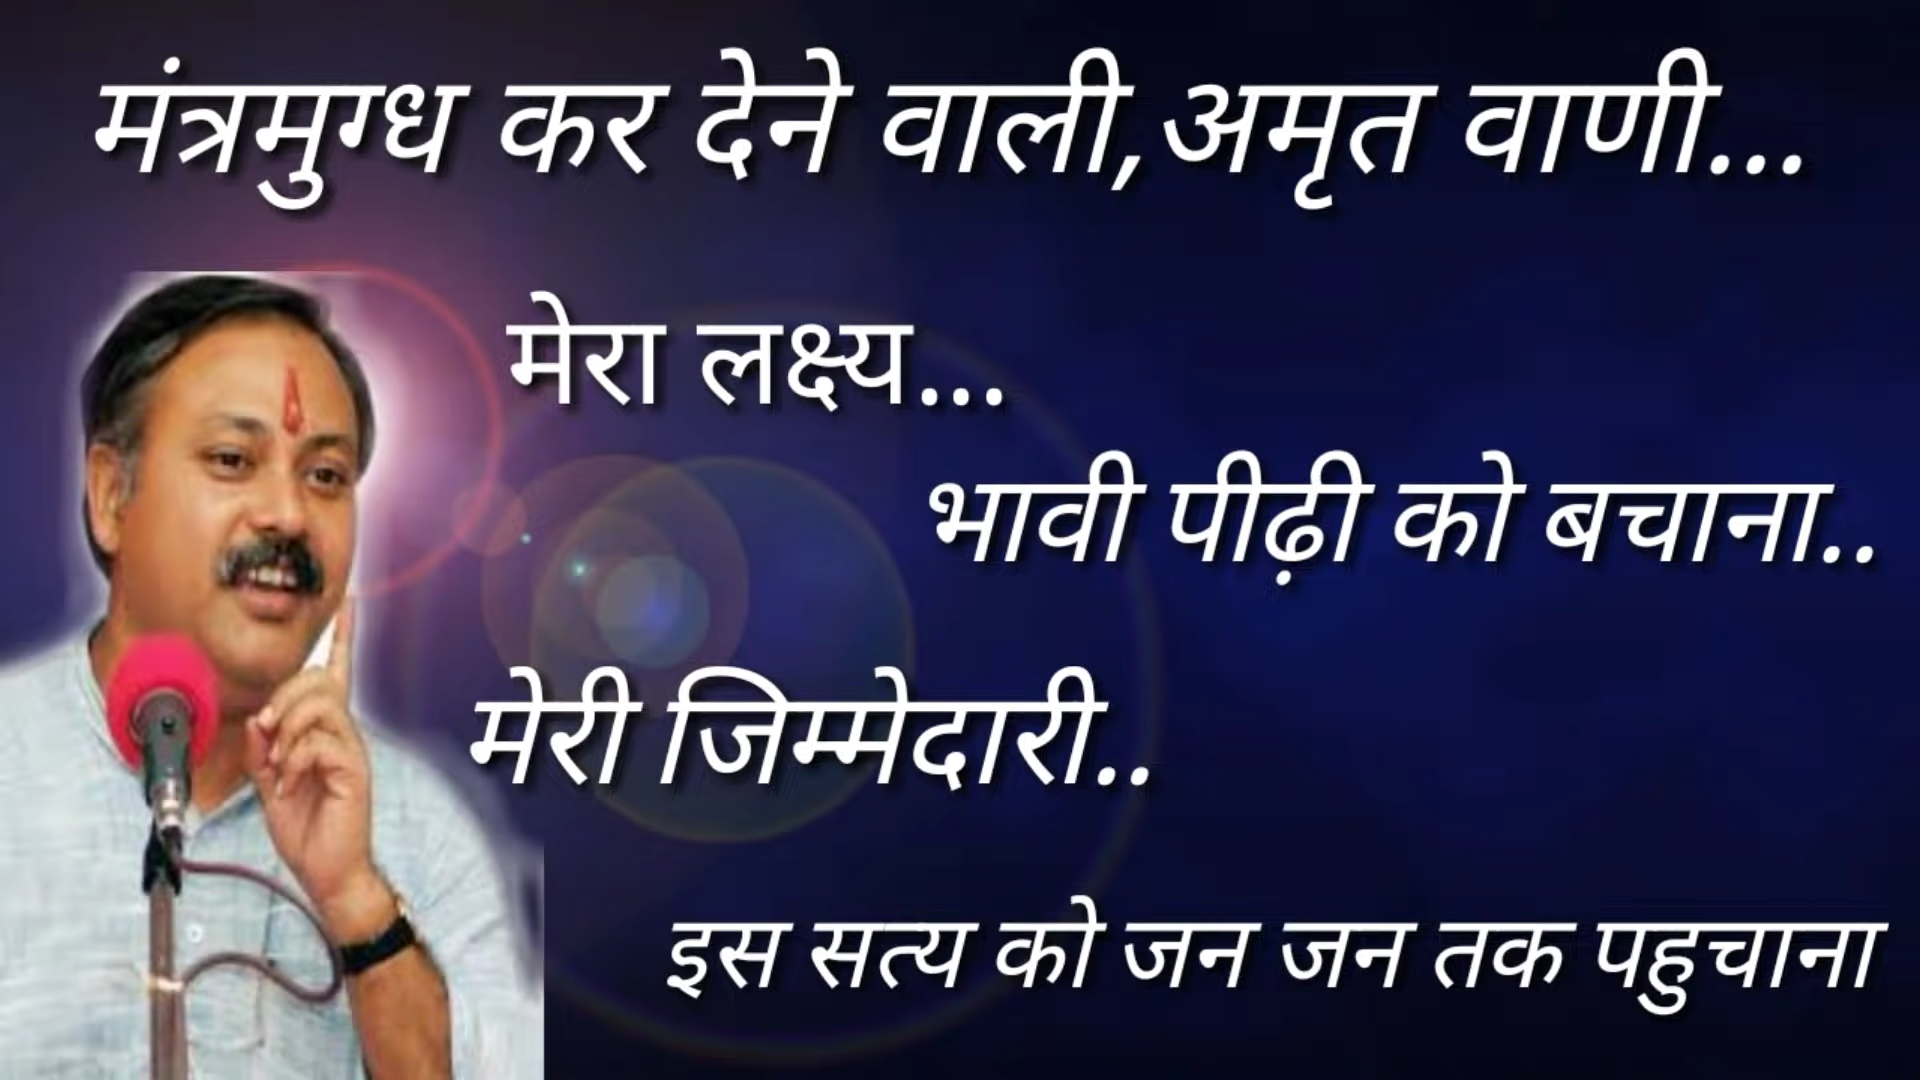 मंत्रमुग्ध कर देने वाली,अमृत वाणी...
मेरा लक्ष्य...
भावी पीढ़ी को बचाना..
मेरी जिम्मेदारी..
इस सत्य को जन जन तक पहुचाना